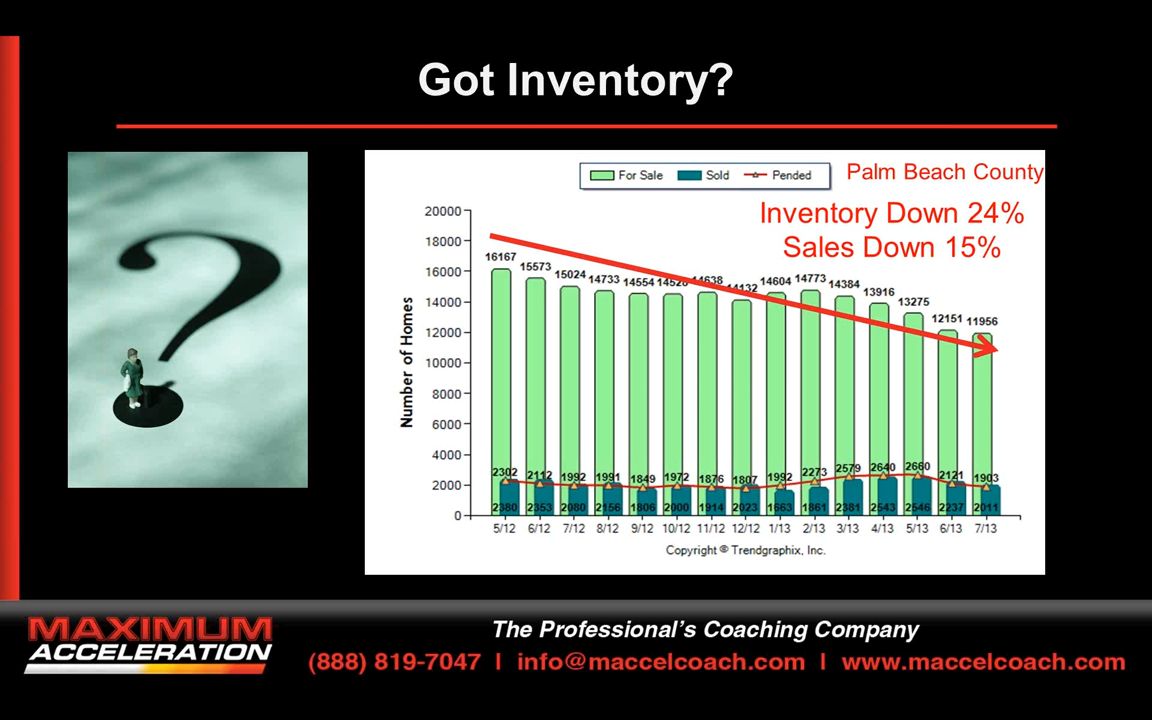 Got Inventory?
For Sale Sold Pended
Palm Beach County
Inventory Down 24%
Sales Down 15%
Number of Homes
20000
18000
16000
14000
12000
10000
8000
6000
4000
2000
0
16167 15573 15024 14733 14554 14528 14638 14132 14604 14773 14384 13916 13275 12151 11956
2302 2112 1992 1991 1849 1972 1876 1807 1992 2273 2579 2640 2660 2121 1903
2380 2353 2080 2156 1806 2000 1914 2023 1663 1861 2381 2543 2546 2237 2011
5/12 6/12 7/12 8/12 9/12 10/12 11/12 12/12 1/13 2/13 3/13 4/13 5/13 6/13 7/13
Copyright ® Trendgraphix, Inc.
MAXIMUM
ACCELERATION
The Professional's Coaching Company
(888) 819-7047 | info@maccelcoach.com | www.maccelcoach.com